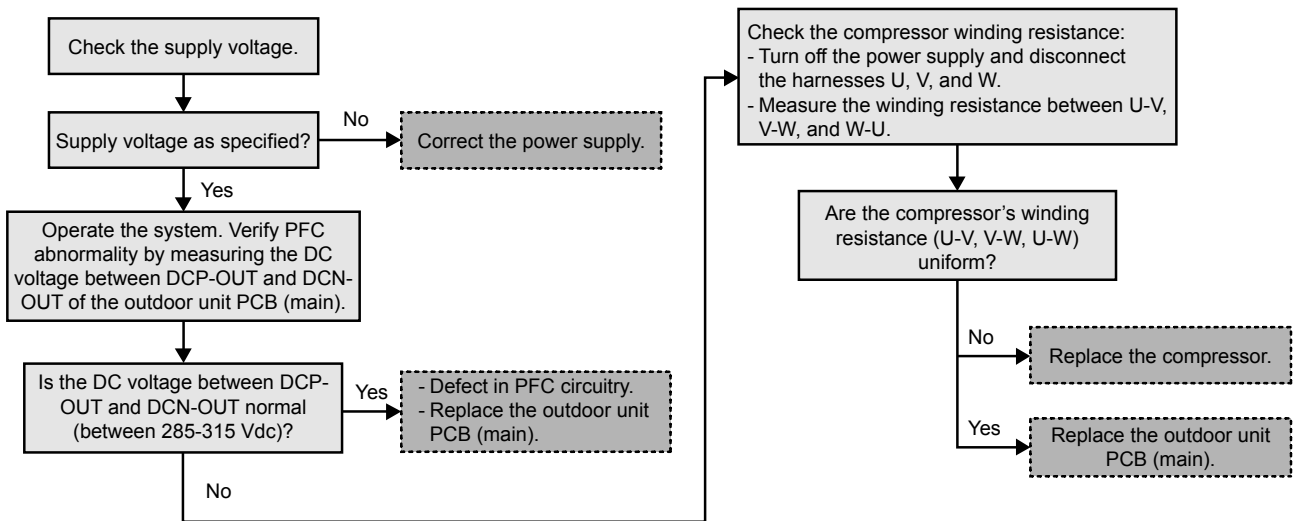 Check the supply voltage.
Supply voltage as specified?
No
Correct the power supply.
Yes
Operate the system. Verify PFC
abnormality by measuring the DC
voltage between DCP-OUT and DCN-
OUT of the outdoor unit PCB (main).
Is the DC voltage between DCP-
OUT and DCN-OUT normal
(between 285-315 Vdc)?
Yes
- Defect in PFC circuitry.
- Replace the outdoor unit
PCB (main).
No
Check the compressor winding resistance:
- Turn off the power supply and disconnect
the harnesses U, V, and W.
- Measure the winding resistance between U-V,
V-W, and W-U.
Are the compressor's winding
resistance (U-V, V-W, U-W)
uniform?
No
Replace the compressor.
Yes
Replace the outdoor unit
PCB (main).